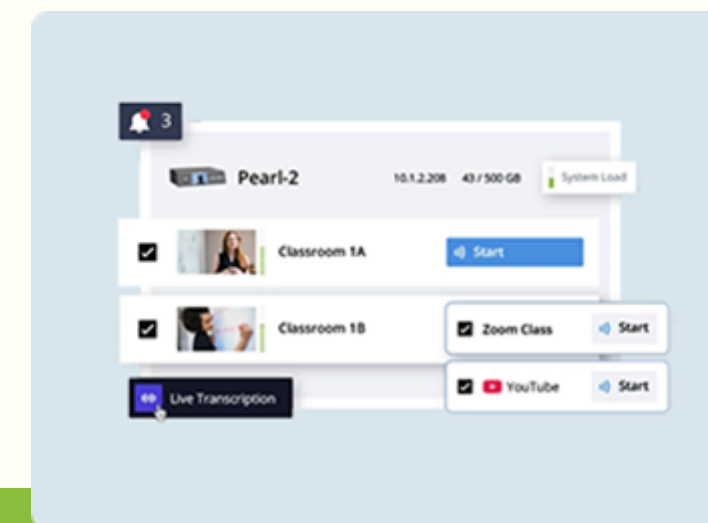 3
Pearl-2 10.1.2.208 43 / 500 GB System Load
Classroom 1A Start
Classroom 1B Zoom Class Start
YouTube Start
Live Transcription